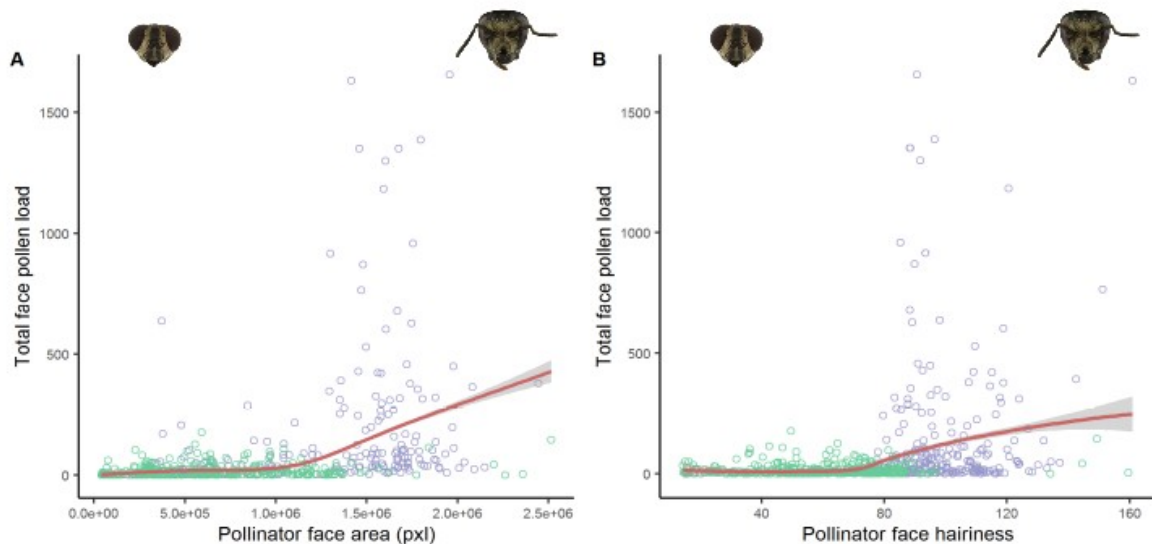 A
Total face pollen load
1500
1000
500
0
0.0e+00 5.0e+05 1.0e+06 1.5e+06 2.0e+06 2.5e+06
Pollinator face area (pxl)
B
Total face pollen load
1500
1000
500
0
40 80 120 160
Pollinator face hairiness